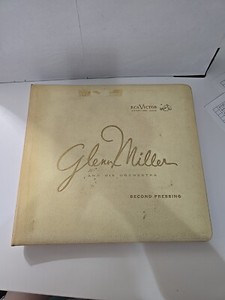 RCA VICTOR
Glenn Miller
AND HIS ORCHESTRA
SECOND PRESSING